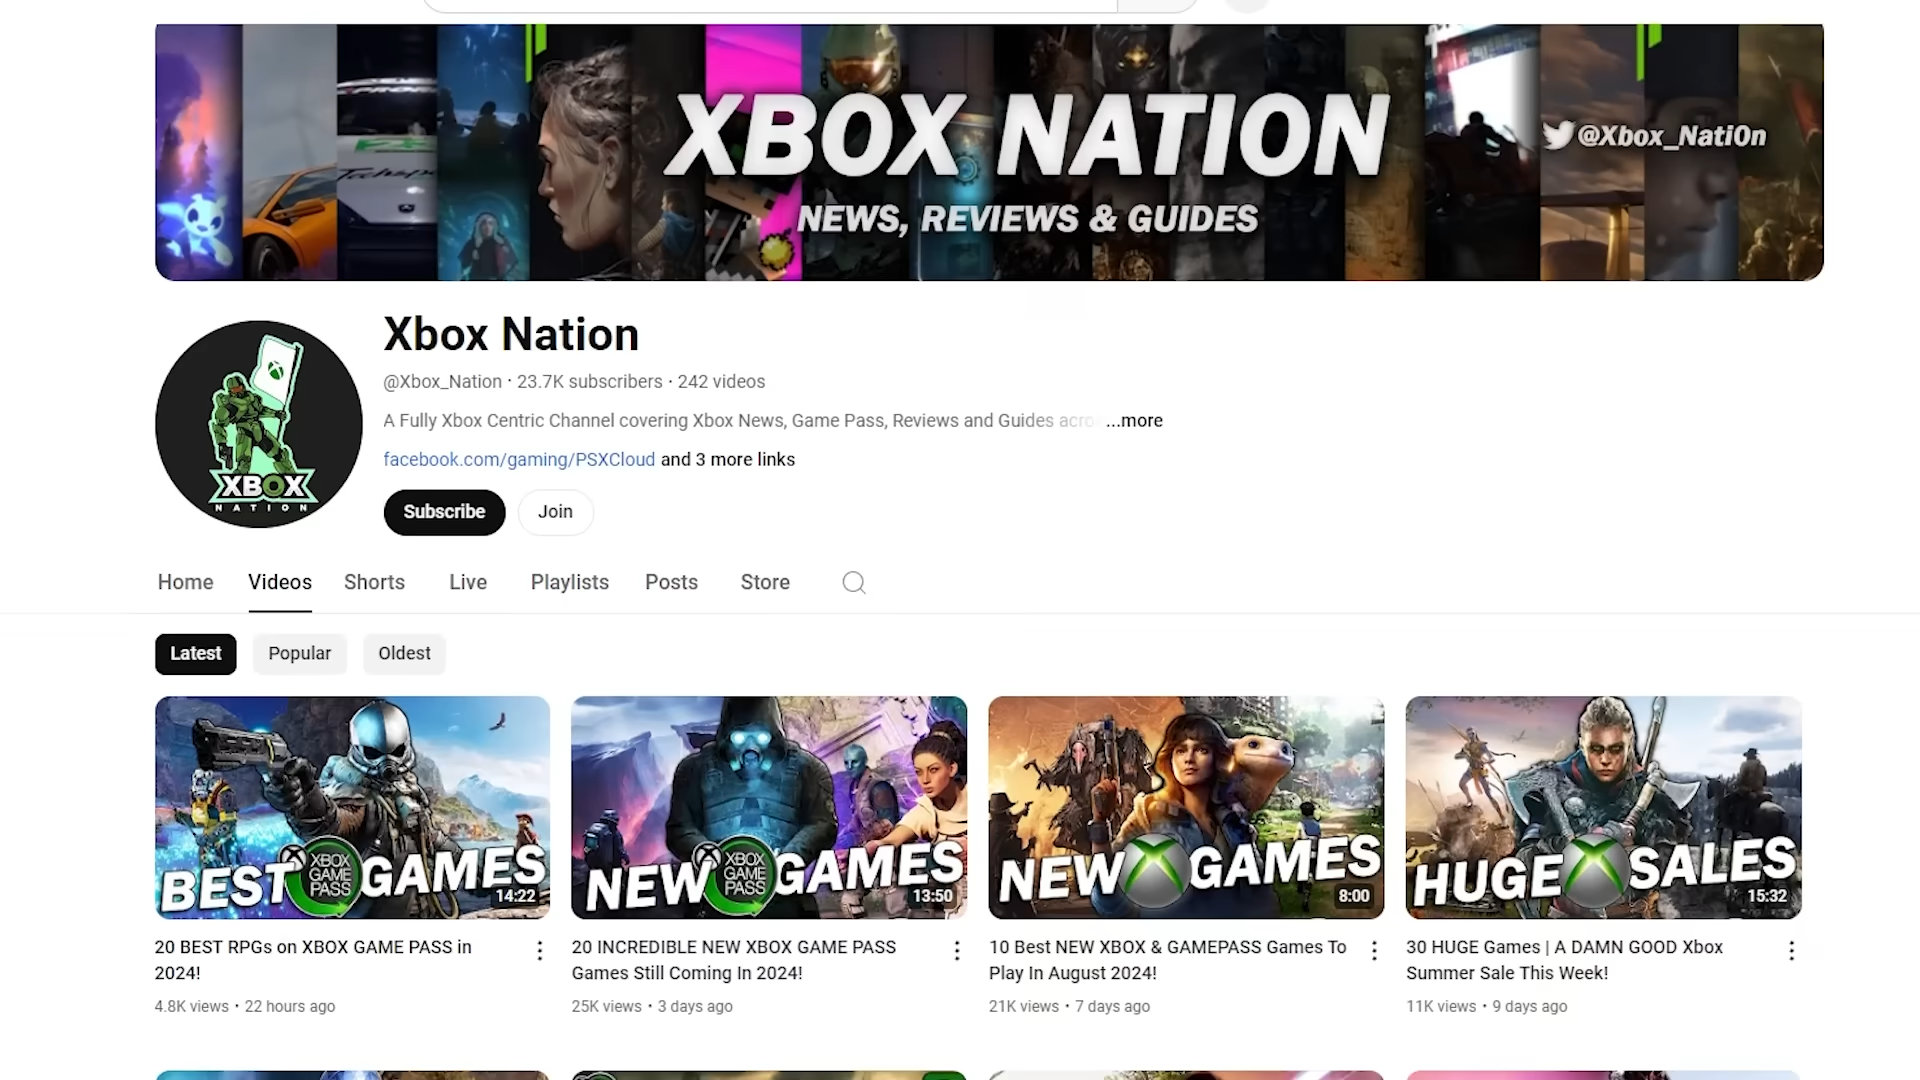 XBOX NATION
NEWS, REVIEWS & GUIDES
@Xbox_Nati0n
XBOX
NATION
Xbox Nation
@Xbox_Nation · 23.7K subscribers · 242 videos
A Fully Xbox Centric Channel covering Xbox News, Game Pass, Reviews and Guides acro ...more
facebook.com/gaming/PSXCloud and 3 more links
Subscribe
Join
Home
Videos
Shorts
Live
Playlists
Posts
Store
Latest
Popular
Oldest
BEST XBOX GAME PASS GAMES
14:22
NEW XBOX GAME PASS GAMES
13:50
NEW GAMES
8:00
HUGE SALES
15:32
20 BEST RPGs on XBOX GAME PASS in
2024!
4.8K views · 22 hours ago
20 INCREDIBLE NEW XBOX GAME PASS
Games Still Coming In 2024!
25K views · 3 days ago
10 Best NEW XBOX & GAMEPASS Games To
Play In August 2024!
21K views · 7 days ago
30 HUGE Games | A DAMN GOOD Xbox
Summer Sale This Week!
11K views · 9 days ago